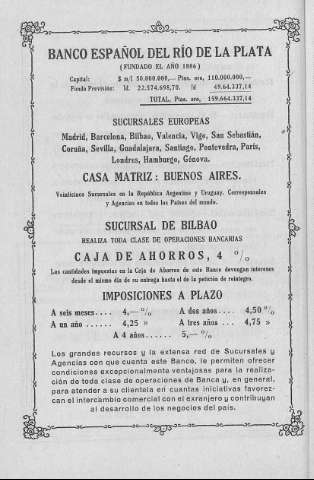 BANCO ESPAÑOL DEL RÍO DE LA PLATA
(FUNDADO EL AÑO 1886)
Capital: $ m/l 50.000.000,— Ptas. oro, 110.000.000,—
Fondo Previsión: Id. 22.574.698,70. Id 49.64.337,14
TOTAL, Ptas. oro, 159.664.337,14
SUCURSALES EUROPEAS
Madrid, Barcelona, Bilbao, Valencia, Vigo, San Sebastián,
Coruña, Sevilla, Guadalajara, Santiago, Pontevedra, París,
Londres, Hamburgo, Génova.
CASA MATRIZ: BUENOS AIRES.
Veinticinco Sucursales en la República Argentina y Uruguay. Corresponsales
y Agencias en todos los Países del mundo.
SUCURSAL DE BILBAO
REALIZA TODA CLASE DE OPERACIONES BANCARIAS
CAJA DE AHORROS, 4 %
Las cantidades impuestas en la Caja de Ahorros de este Banco devengan intereses
desde el mismo día de su entrega hasta el de la petición de reintegro.
IMPOSICIONES A PLAZO
A seis meses.... 4,— % A dos años.... 4,50 %
A un año ...... 4,25 » A tres años ... 4,75 »
A 4 años...... 5,— %
Los grandes recursos y la extensa red de Sucursales y
Agencias con que cuenta este Banco, le permiten ofrecer
condiciones excepcionalmente ventajosas para la realiza-
ción de toda clase de operaciones de Banca y, en general,
para atender a su clientela en cuantas iniciativas favorez-
can el intercambio comercial con el exranjero y contribuyan
al desarrollo de los negocios del país.